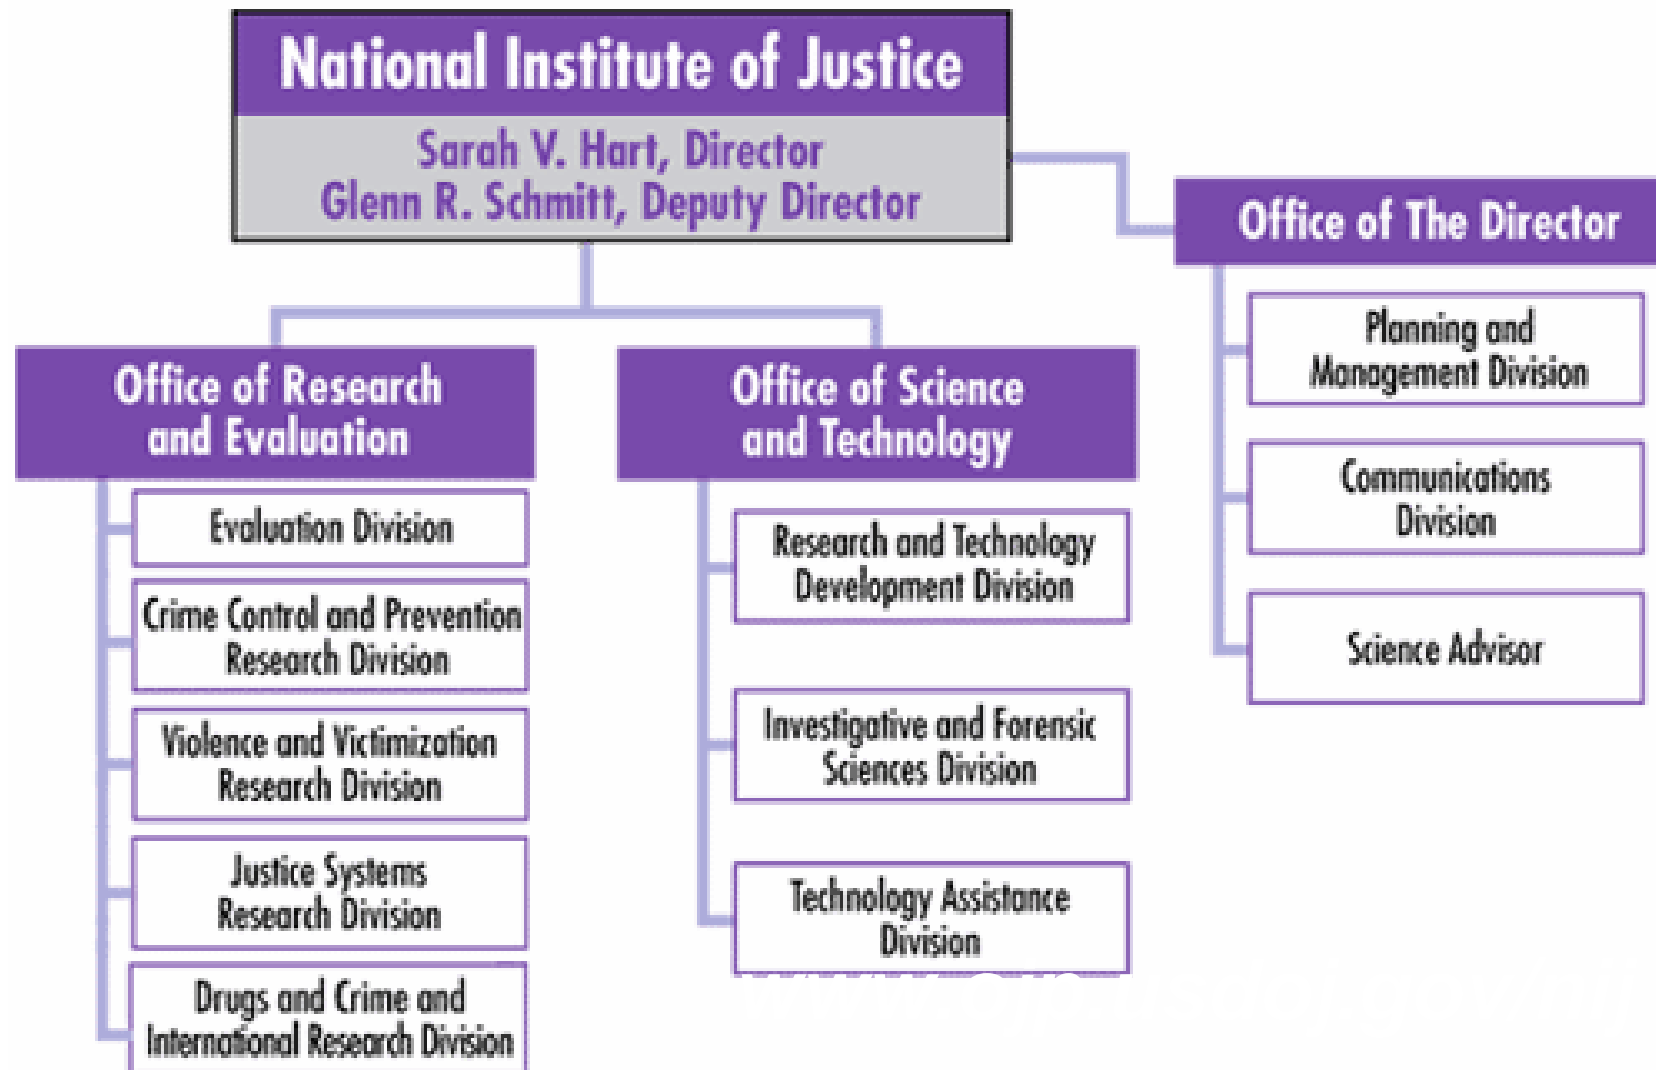 National Institute of Justice
Sarah V. Hart, Director
Glenn R. Schmitt, Deputy Director
Office of The Director
Planning and
Management Division
Communications
Division
Science Advisor
Office of Research
and Evaluation
Evaluation Division
Crime Control and Prevention
Research Division
Violence and Victimization
Research Division
Justice Systems
Research Division
Drugs and Crime and
International Research Division
Office of Science
and Technology
Research and Technology
Development Division
Investigative and Forensic
Sciences Division
Technology Assistance
Division